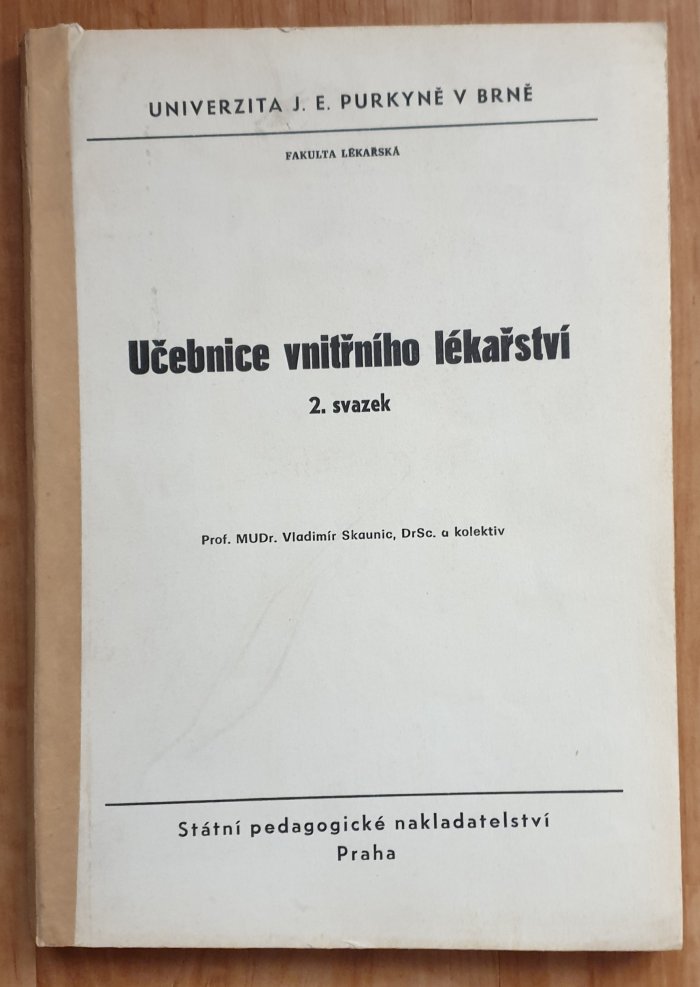 UNIVERZITA J. E. PURKYNĚ V BRNĚ
FAKULTA LÉKAŘSKÁ
Učebnice vnitřního lékařství
2. svazek
Prof. MUDr. Vladimír Skaunic, DrSc. a kolektiv
Státní pedagogické nakladatelství
Praha